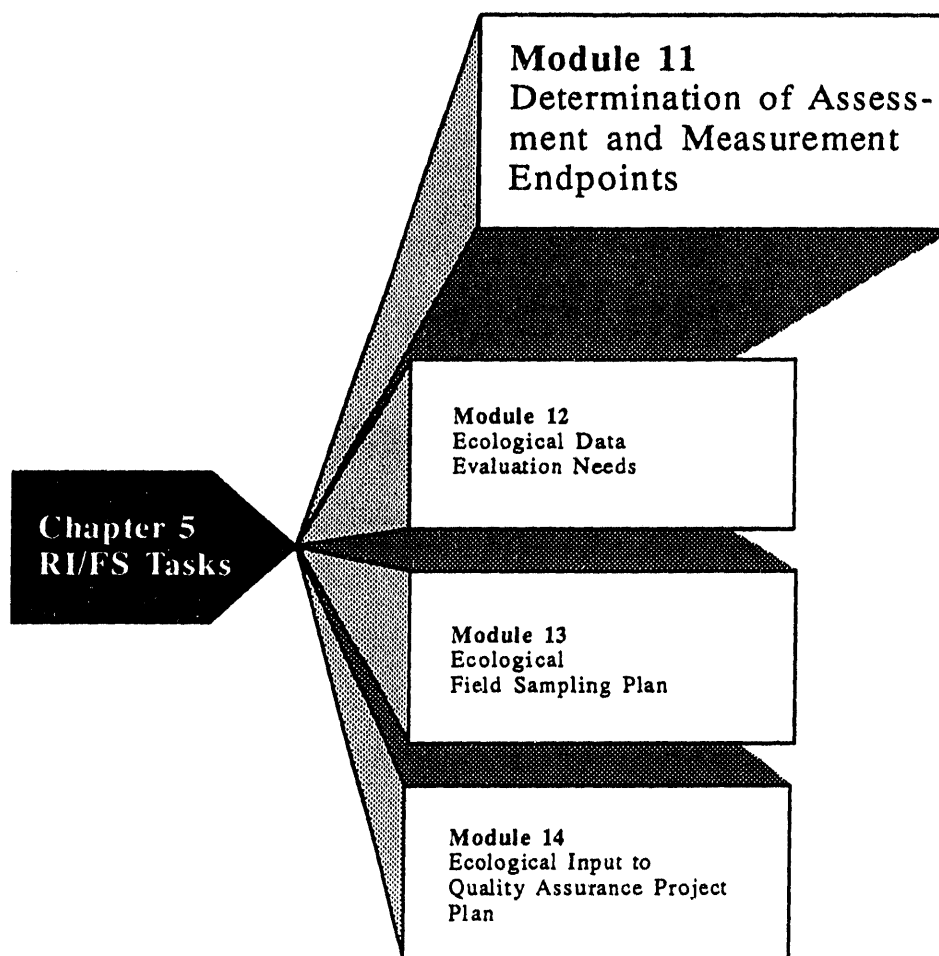 Module 11
Determination of Assess-
ment and Measurement
Endpoints
Module 12
Ecological Data
Evaluation Needs
Chapter 5
RI/FS Tasks
Module 13
Ecological
Field Sampling Plan
Module 14
Ecological Input to
Quality Assurance Project
Plan